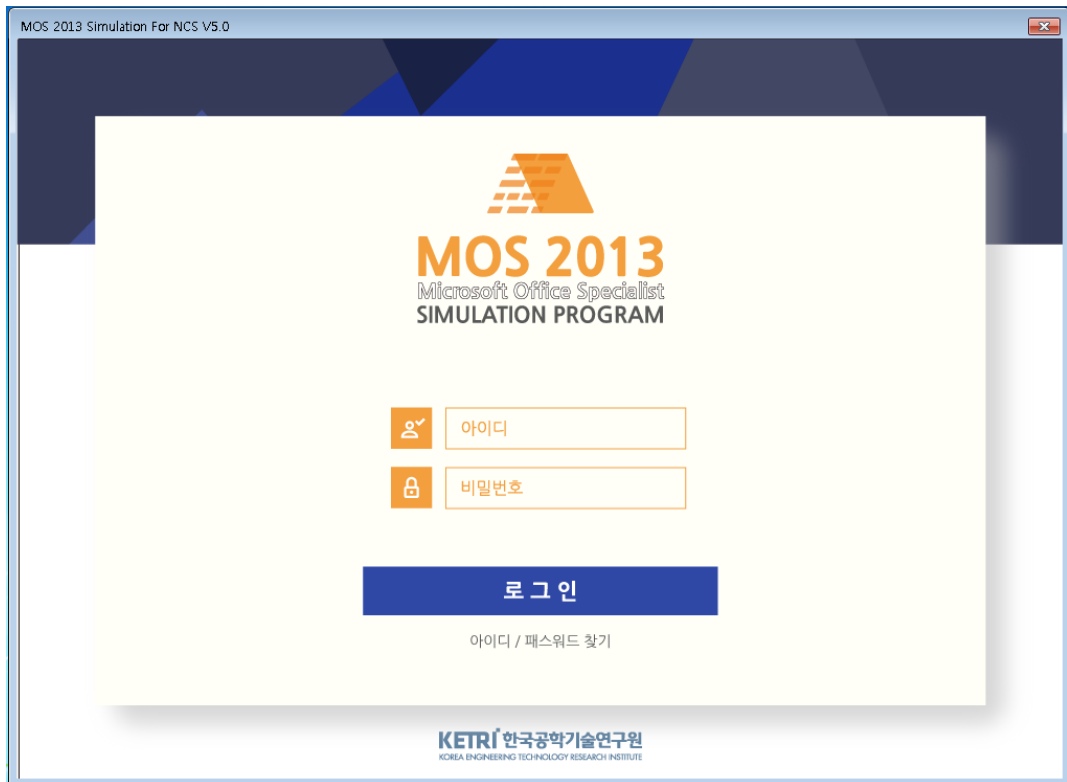 MOS 2013 Simulation For NCS V5.0
MOS 2013
Microsoft Office Specialist
SIMULATION PROGRAM
아이디
비밀번호
로그인
아이디 / 패스워드 찾기
KETRI 한국공학기술연구원
KOREA ENGINEERING TECHNOLOGY RESEARCH INSTITUTE